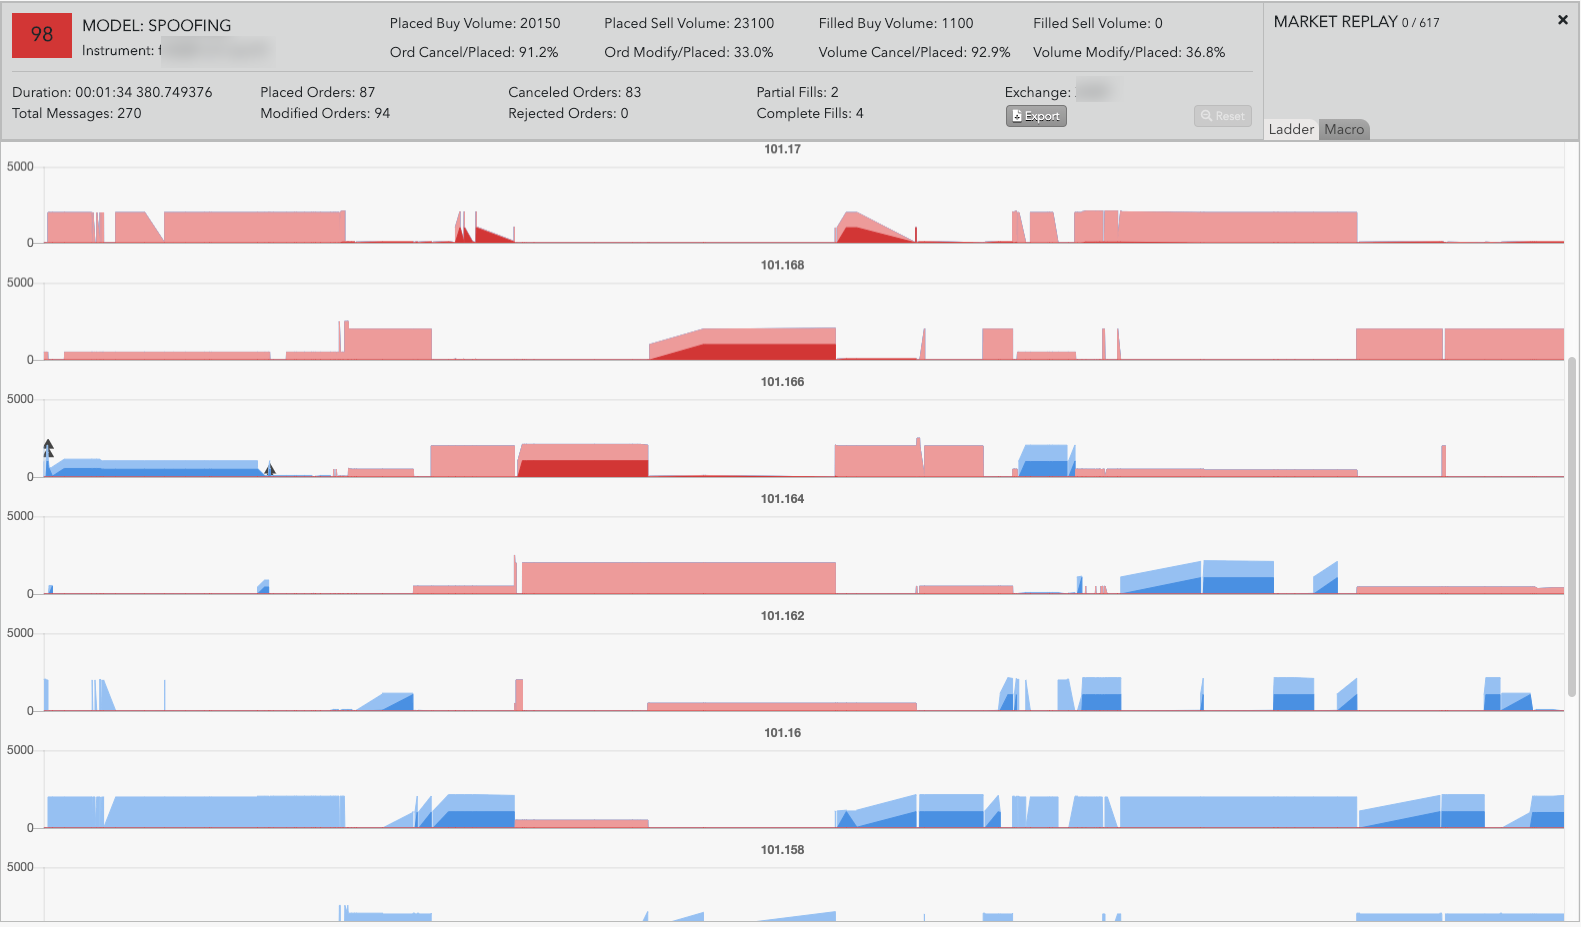 98
MODEL: SPOOFING
Instrument:
Placed Buy Volume: 20150
Placed Sell Volume: 23100
Filled Buy Volume: 1100
Filled Sell Volume: 0
Ord Cancel/Placed: 91.2%
Ord Modify/Placed: 33.0%
Volume Cancel/Placed: 92.9%
Volume Modify/Placed: 36.8%
Duration: 00:01:34 380.749376
Placed Orders: 87
Canceled Orders: 83
Partial Fills: 2
Exchange:
Total Messages: 270
Modified Orders: 94
Rejected Orders: 0
Complete Fills: 4
Export
Reset
MARKET REPLAY 0 / 617
Ladder
Macro
101.17
5000
0
101.168
5000
0
101.166
5000
0
101.164
5000
0
101.162
5000
0
101.16
5000
0
101.158
5000